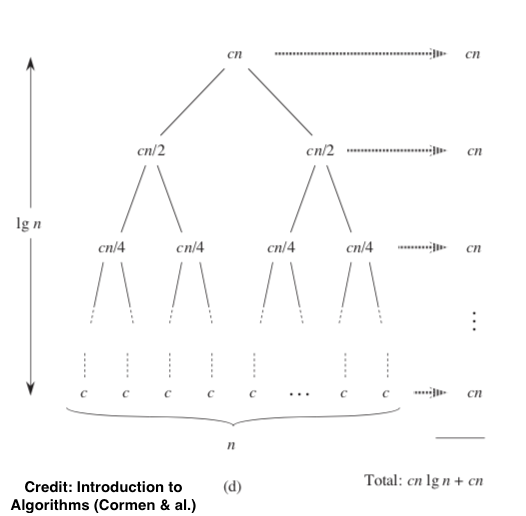 cn cn
cn/2 cn/2 cn
lg n
cn/4 cn/4 cn/4 cn/4 cn
⋮
c c c c c ... c c cn
n
Total: cn lg n + cn
Credit: Introduction to
Algorithms (Cormen & al.)
(d)